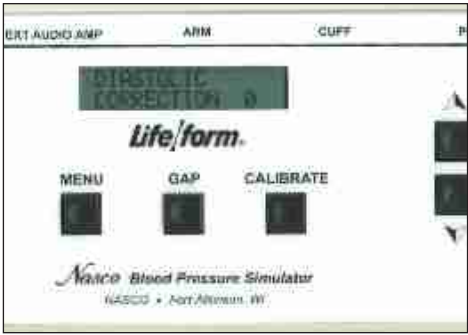 EXT AUDIO AMP ARM CUFF P
DIASTOLIC
CORRECTION 0
Life/form®
MENU GAP CALIBRATE
Nasco Blood Pressure Simulator
NASCO • Fort Atkinson, WI